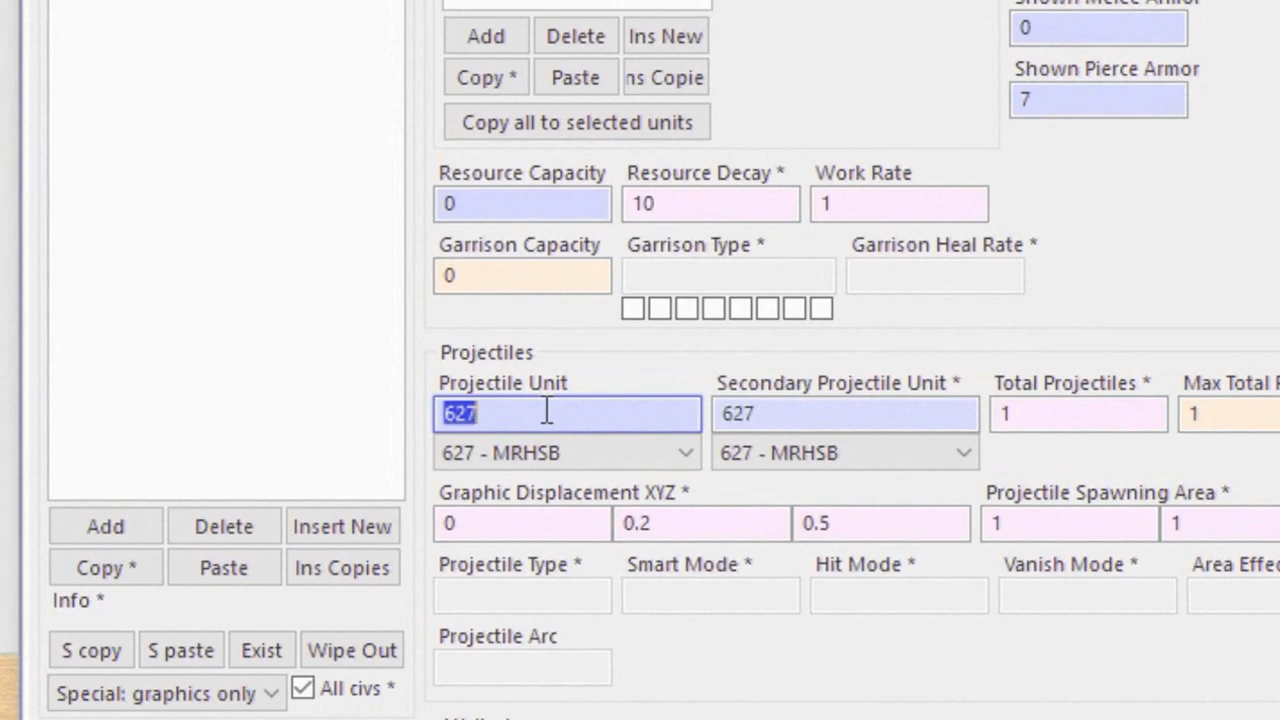 Shown Melee Armor
0
Add Delete Ins New
Shown Pierce Armor
Copy * Paste ns Copie
7
Copy all to selected units
Resource Capacity Resource Decay * Work Rate
0 10 1
Garrison Capacity Garrison Type * Garrison Heal Rate *
0
Projectiles
Projectile Unit Secondary Projectile Unit * Total Projectiles * Max Total P
627 627 1 1
627 - MRHSB 627 - MRHSB
Graphic Displacement XYZ * Projectile Spawning Area *
0 0.2 0.5 1 1
Add Delete Insert New
Projectile Type * Smart Mode * Hit Mode * Vanish Mode * Area Effec
Copy * Paste Ins Copies
Info *
Projectile Arc
S copy S paste Exist Wipe Out
Special: graphics only All civs *